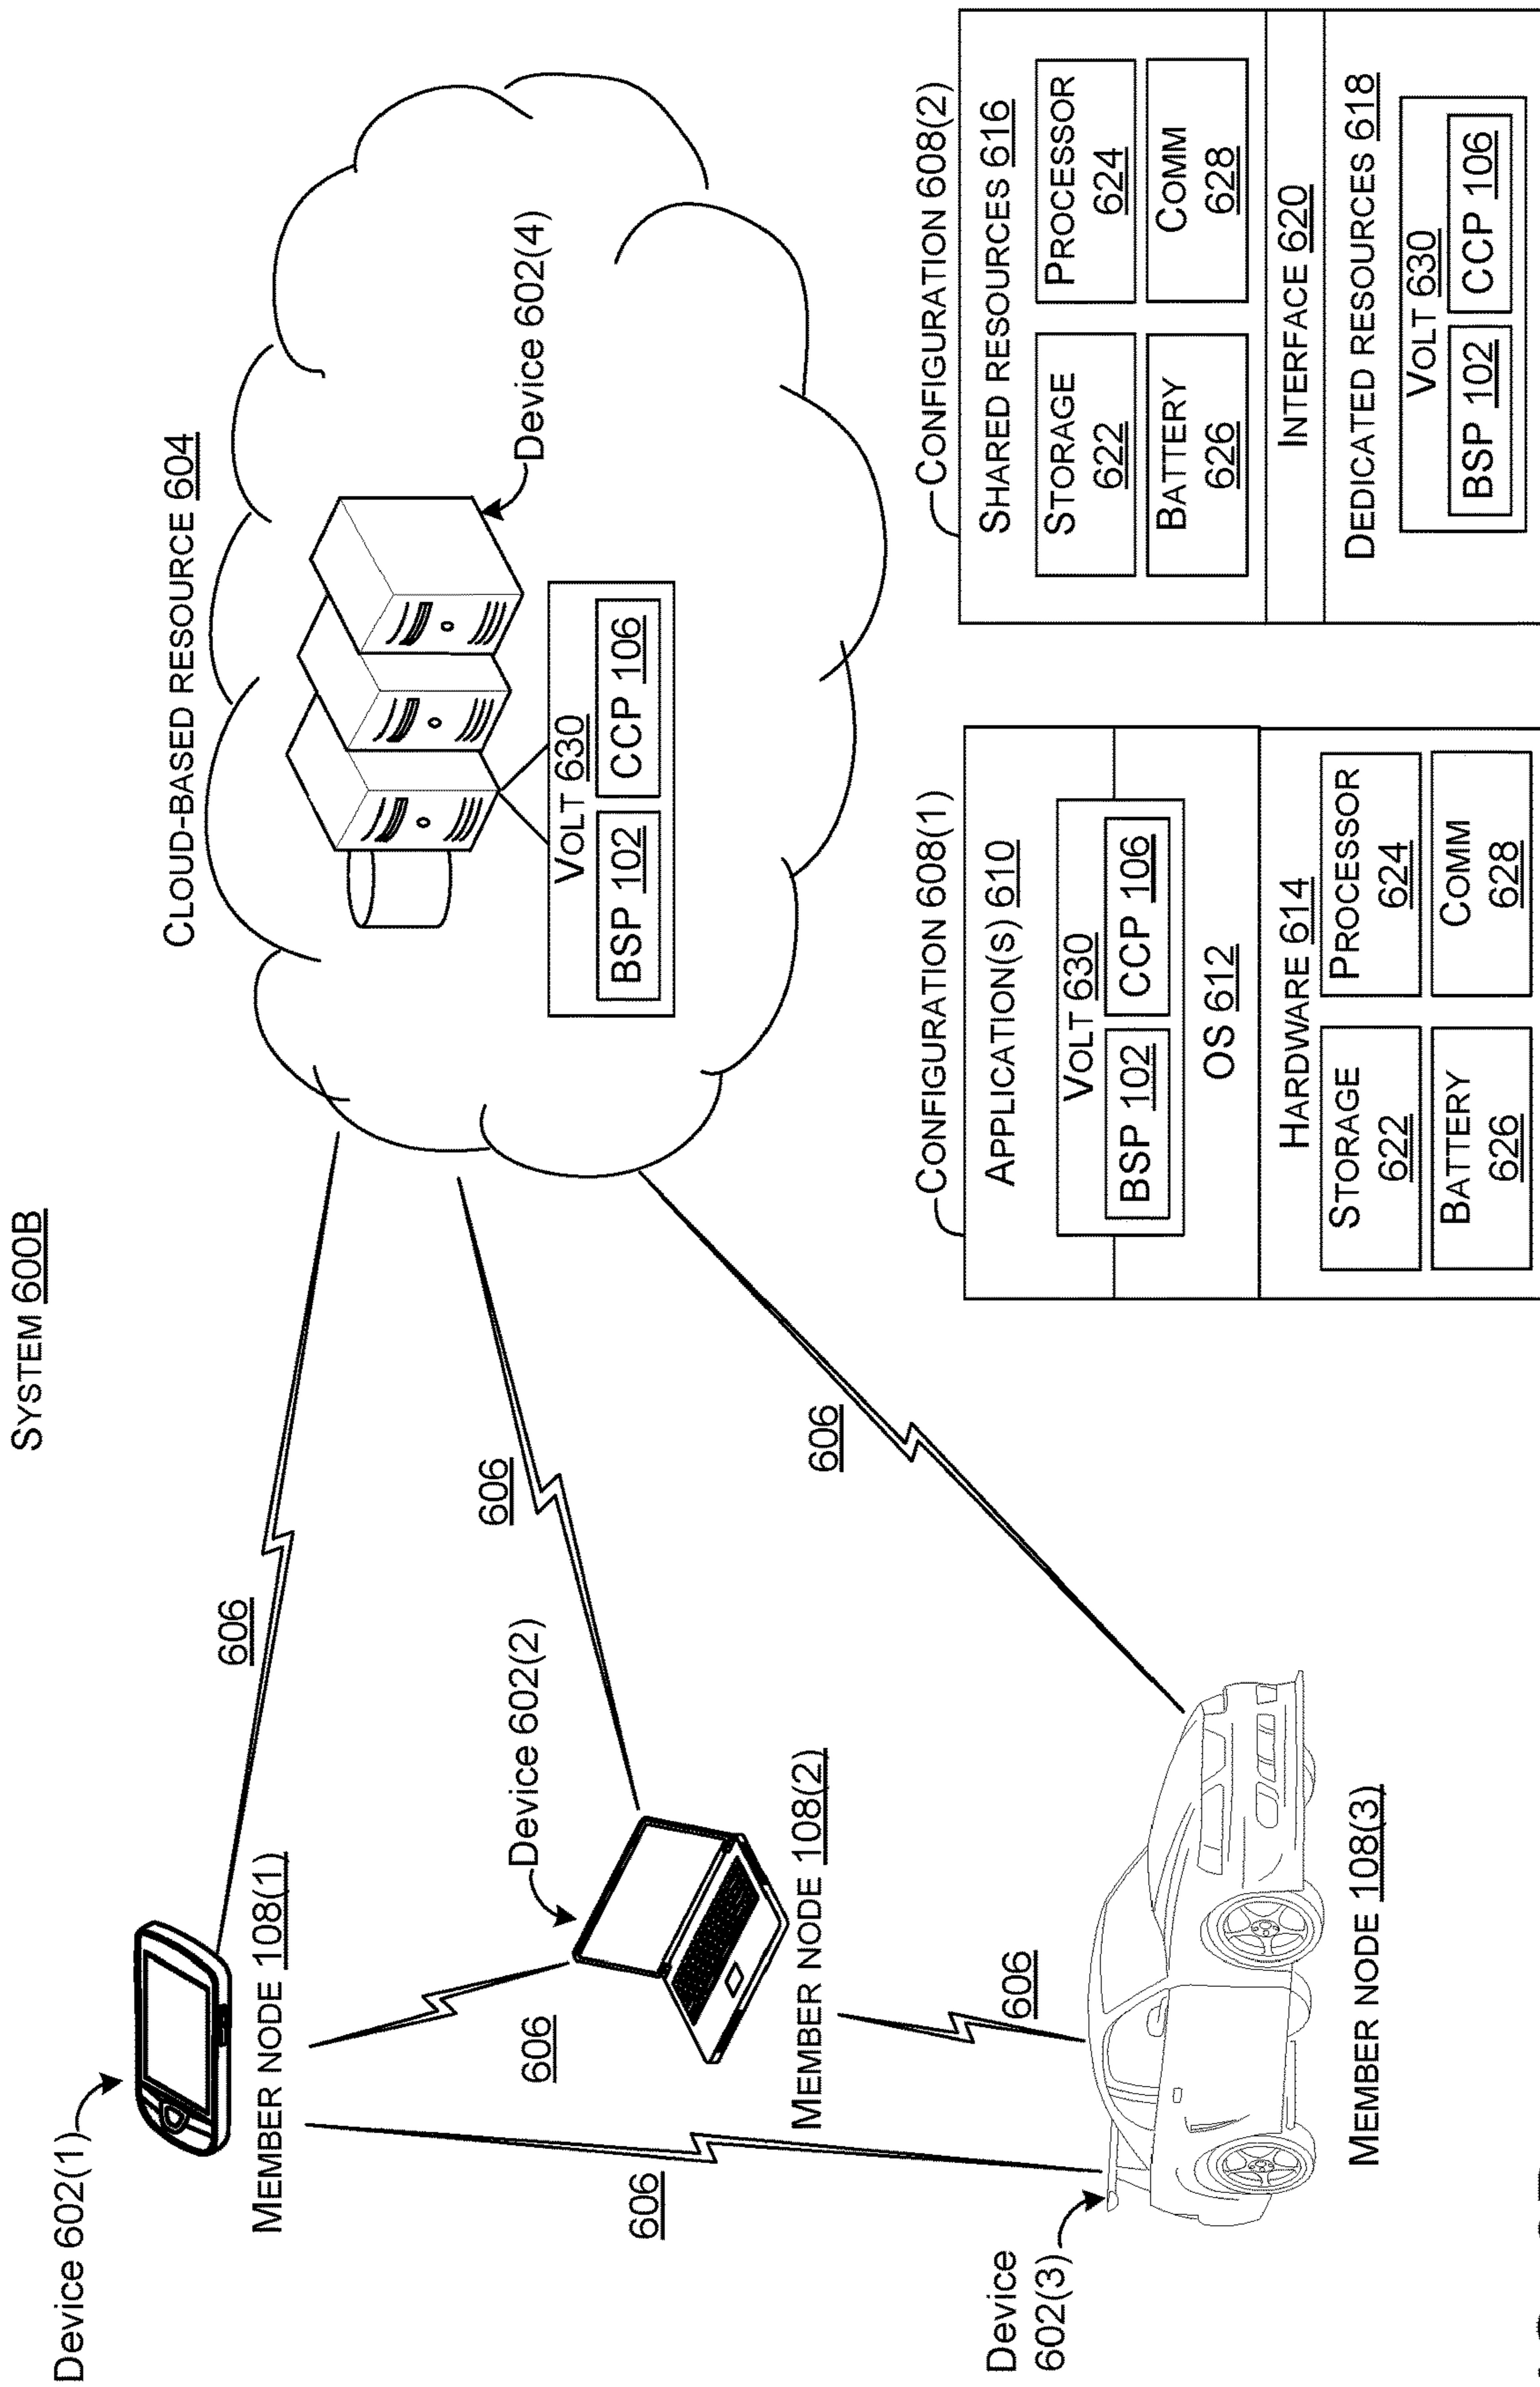 SYSTEM 600B
Device 602(1)
MEMBER NODE 108(1)
606
606
606
Device 602(2)
606
MEMBER NODE 108(2)
606
606
Device
602(3)
MEMBER NODE 108(3)
CLOUD-BASED RESOURCE 604
Device 602(4)
VOLT 630
BSP 102
CCP 106
CONFIGURATION 608(1)
APPLICATION(S) 610
VOLT 630
BSP 102
CCP 106
OS 612
HARDWARE 614
STORAGE
622
PROCESSOR
624
BATTERY
626
COMM
628
CONFIGURATION 608(2)
SHARED RESOURCES 616
STORAGE
622
PROCESSOR
624
BATTERY
626
COMM
628
INTERFACE 620
DEDICATED RESOURCES 618
VOLT 630
BSP 102
CCP 106